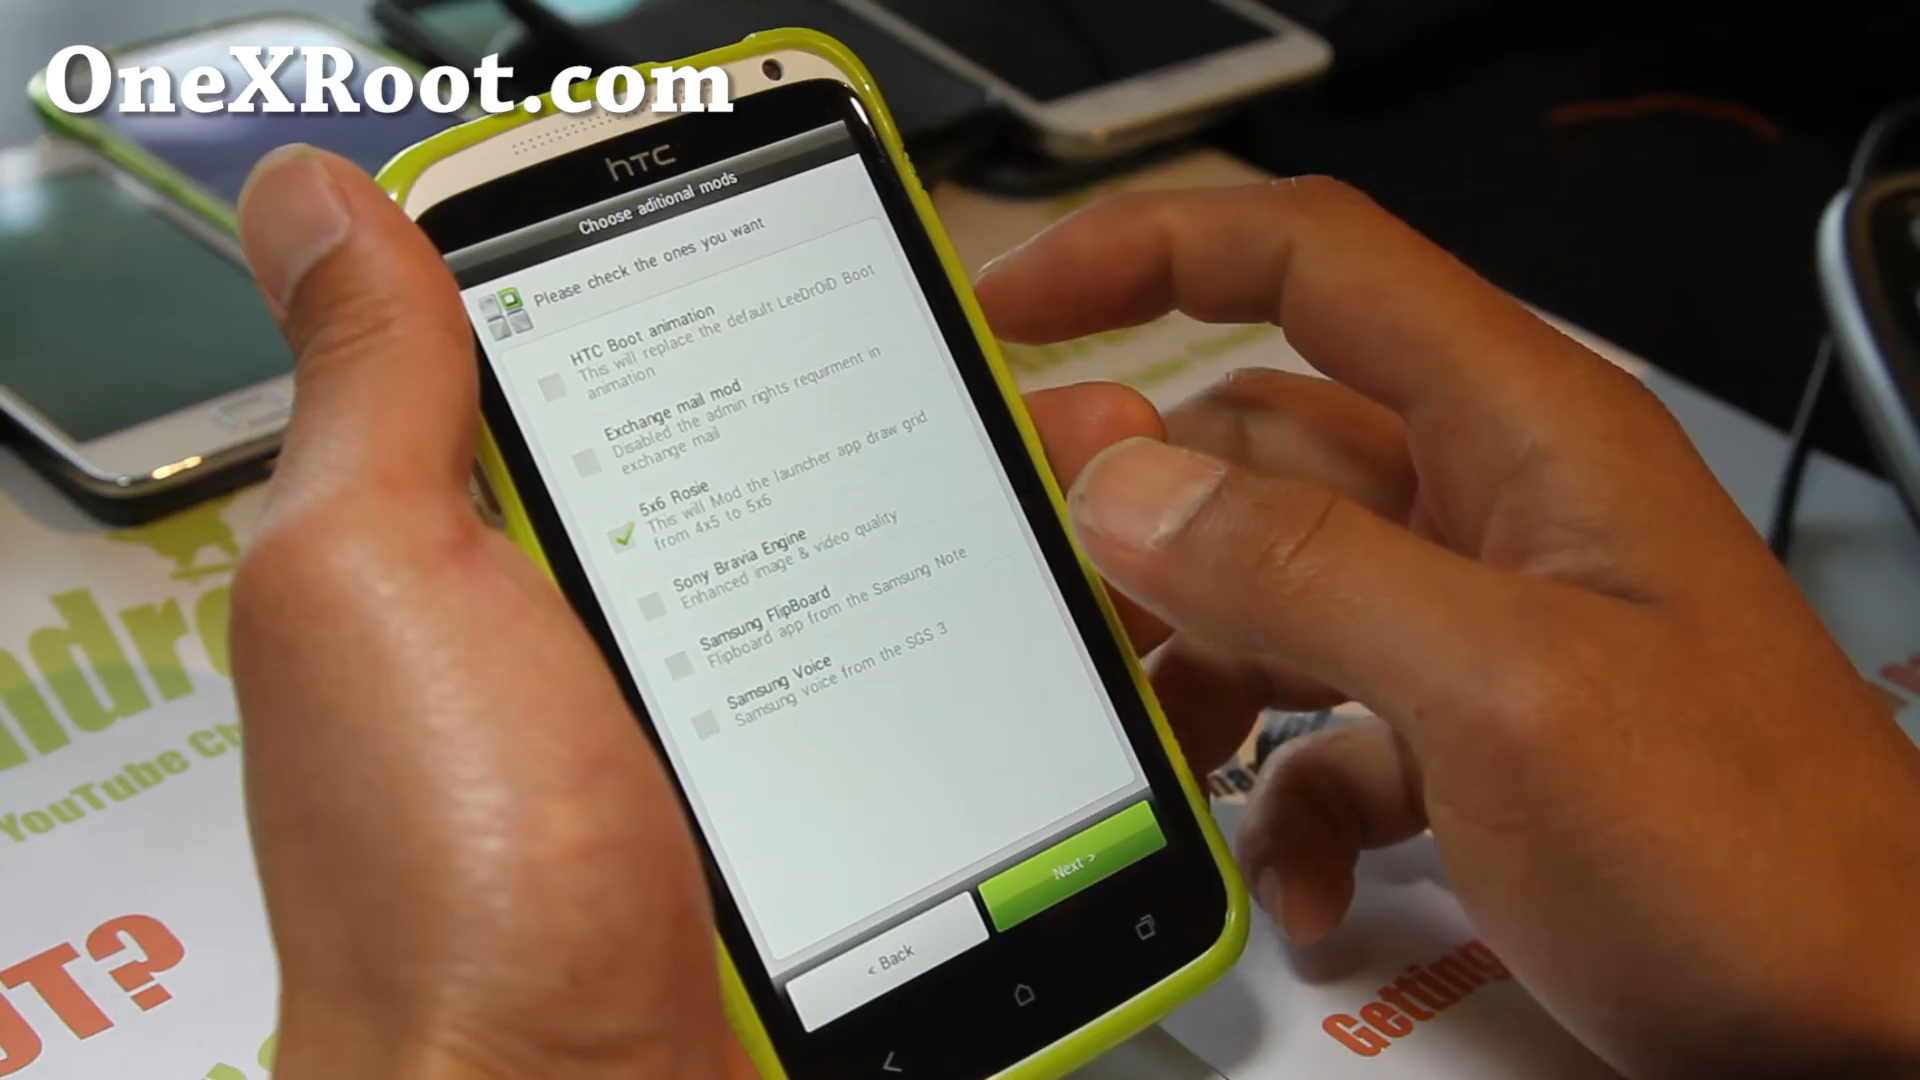 OneXRoot.com
hTC
Choose aditional mods
Please check the ones you want
HTC Boot animation
This will replace the default LeeDrOiD Boot
animation
Exchange mail mod
Disabled the admin rights requirment in
exchange mail
5x6 Rosie
This will Mod the launcher app draw grid
from 4x5 to 5x6
Sony Bravia Engine
Enhanced image & video quality
Samsung FlipBoard
Flipboard app from the Samsung Note
Samsung Voice
Samsung voice from the SGS 3
< Back
Next >
YouTube Ch
OT?
Getting